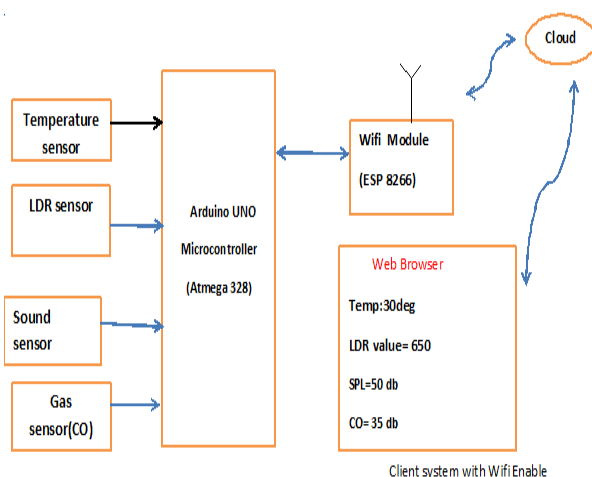 Cloud
Temperature
sensor
LDR sensor
Sound
sensor
Gas
sensor(CO)
Arduino UNO
Microcontroller
(Atmega 328)
Wifi Module
(ESP 8266)
Web Browser
Temp:30deg
LDR value= 650
SPL=50 db
CO= 35 db
Client system with Wifi Enable